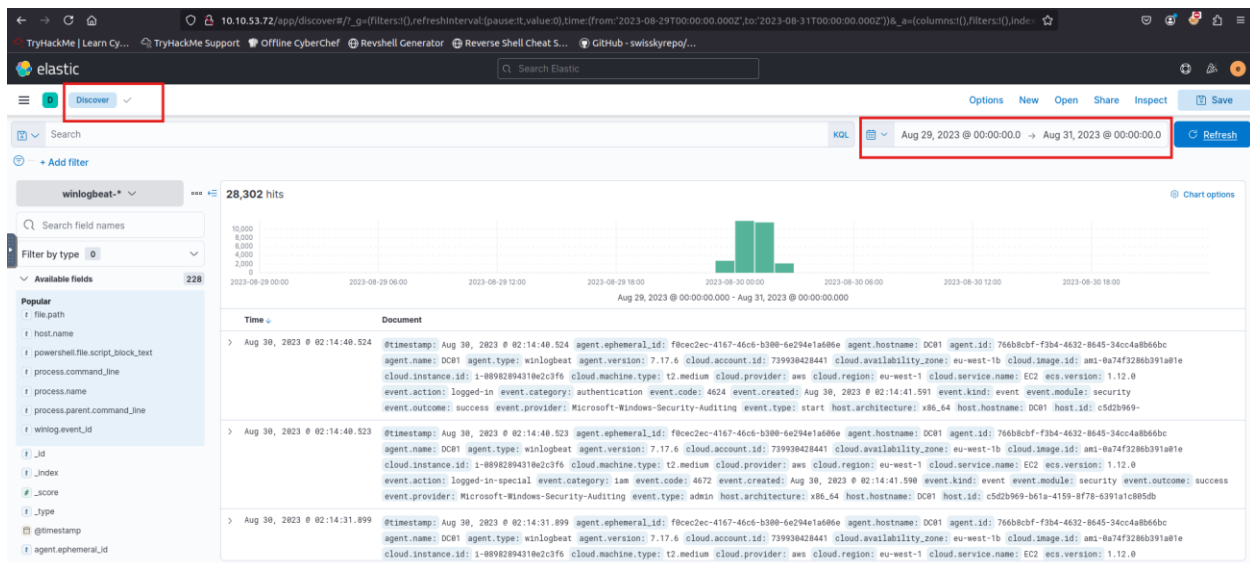 10.10.53.72/app/discover#/?_g=(filters:!(),refreshInterval:(pause:!t,value:0),time:(from:'2023-08-29T00:00:00.000Z',to:'2023-08-31T00:00:00.000Z'))&_a=(columns:!(),filters:!(),index
TryHackMe | Learn Cy... TryHackMe Support Offline CyberChef Revshell Generator Reverse Shell Cheat S... GitHub - swisskyrepo/...
elastic Search Elastic
D Discover Options New Open Share Inspect Save
Search KQL Aug 29, 2023 @ 00:00:00.0 → Aug 31, 2023 @ 00:00:00.0 Refresh
+ Add filter
winlogbeat-* 28,302 hits Chart options
Search field names
Filter by type 0
Available fields 228
Popular
t file.path
t host.name
t powershell.file.script_block_text
t process.command_line
t process.name
t process.parent.command_line
t winlog.event_id
t _id
t _index
# _score
t _type
@timestamp
t agent.ephemeral_id
10,000
8,000
6,000
4,000
2,000
0
2023-08-29 00:00 2023-08-29 06:00 2023-08-29 12:00 2023-08-29 18:00 2023-08-30 00:00 2023-08-30 06:00 2023-08-30 12:00 2023-08-30 18:00
Aug 29, 2023 @ 00:00:00.000 - Aug 31, 2023 @ 00:00:00.000
Time Document
Aug 30, 2023 @ 02:14:40.524 @timestamp: Aug 30, 2023 @ 02:14:40.524 agent.ephemeral_id: f0cec2ec-4167-46c6-b300-6e294e1a606e agent.hostname: DC01 agent.id: 766b8cbf-f3b4-4632-8645-34cc4a8b66bc
agent.name: DC01 agent.type: winlogbeat agent.version: 7.17.6 cloud.account.id: 739930428441 cloud.availability_zone: eu-west-1b cloud.image.id: ami-0a74f3286b391a01e
cloud.instance.id: i-08982894310e2c3f6 cloud.machine.type: t2.medium cloud.provider: aws cloud.region: eu-west-1 cloud.service.name: EC2 ecs.version: 1.12.0
event.action: logged-in event.category: authentication event.code: 4624 event.created: Aug 30, 2023 @ 02:14:41.591 event.kind: event event.module: security
event.outcome: success event.provider: Microsoft-Windows-Security-Auditing event.type: start host.architecture: x86_64 host.hostname: DC01 host.id: c5d2b969-
Aug 30, 2023 @ 02:14:40.523 @timestamp: Aug 30, 2023 @ 02:14:40.523 agent.ephemeral_id: f0cec2ec-4167-46c6-b300-6e294e1a606e agent.hostname: DC01 agent.id: 766b8cbf-f3b4-4632-8645-34cc4a8b66bc
agent.name: DC01 agent.type: winlogbeat agent.version: 7.17.6 cloud.account.id: 739930428441 cloud.availability_zone: eu-west-1b cloud.image.id: ami-0a74f3286b391a01e
cloud.instance.id: i-08982894310e2c3f6 cloud.machine.type: t2.medium cloud.provider: aws cloud.region: eu-west-1 cloud.service.name: EC2 ecs.version: 1.12.0
event.action: logged-in-special event.category: iam event.code: 4672 event.created: Aug 30, 2023 @ 02:14:41.590 event.kind: event event.module: security event.outcome: success
event.provider: Microsoft-Windows-Security-Auditing event.type: admin host.architecture: x86_64 host.hostname: DC01 host.id: c5d2b969-b61a-4159-8f78-6391a1c805db
Aug 30, 2023 @ 02:14:31.899 @timestamp: Aug 30, 2023 @ 02:14:31.899 agent.ephemeral_id: f0cec2ec-4167-46c6-b300-6e294e1a606e agent.hostname: DC01 agent.id: 766b8cbf-f3b4-4632-8645-34cc4a8b66bc
agent.name: DC01 agent.type: winlogbeat agent.version: 7.17.6 cloud.account.id: 739930428441 cloud.availability_zone: eu-west-1b cloud.image.id: ami-0a74f3286b391a01e
cloud.instance.id: i-08982894310e2c3f6 cloud.machine.type: t2.medium cloud.provider: aws cloud.region: eu-west-1 cloud.service.name: EC2 ecs.version: 1.12.0